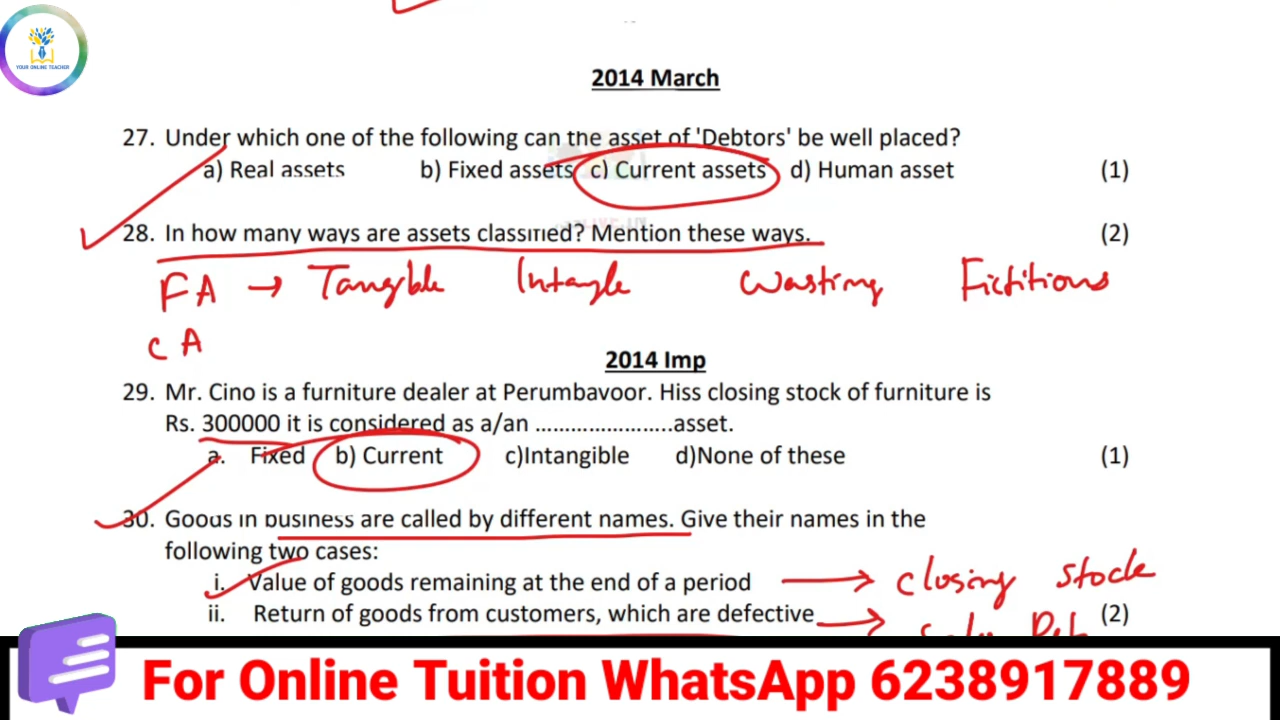 YOUR ONLINE TEACHER
2014 March
27. Under which one of the following can the asset of 'Debtors' be well placed?
a) Real assets b) Fixed assets c) Current assets d) Human asset (1)
28. In how many ways are assets classified? Mention these ways. (2)
FA → Tangible Intagle Wasting Fictitions
CA
2014 Imp
29. Mr. Cino is a furniture dealer at Perumbavoor. Hiss closing stock of furniture is
Rs. 300000 it is considered as a/an ........................asset.
a. Fixed b) Current c)Intangible d)None of these (1)
30. Goods in business are called by different names. Give their names in the
following two cases:
i. Value of goods remaining at the end of a period → closing stock
ii. Return of goods from customers, which are defective → (2)
For Online Tuition WhatsApp 6238917889